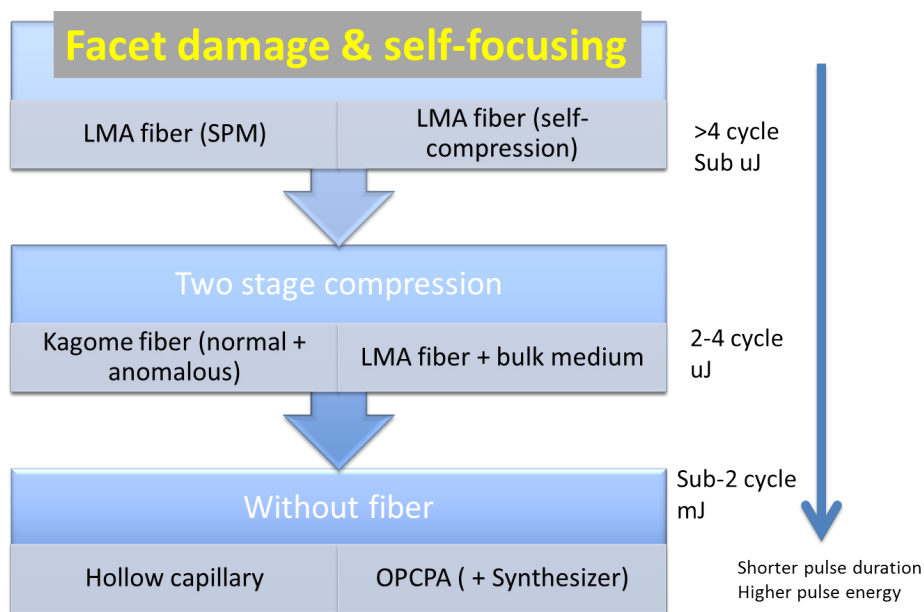 Facet damage & self-focusing
LMA fiber (SPM)
LMA fiber (self-
compression)
>4 cycle
Sub uJ
Two stage compression
Kagome fiber (normal +
anomalous)
LMA fiber + bulk medium
2-4 cycle
uJ
Without fiber
Sub-2 cycle
mJ
Hollow capillary
OPCPA ( + Synthesizer)
Shorter pulse duration
Higher pulse energy